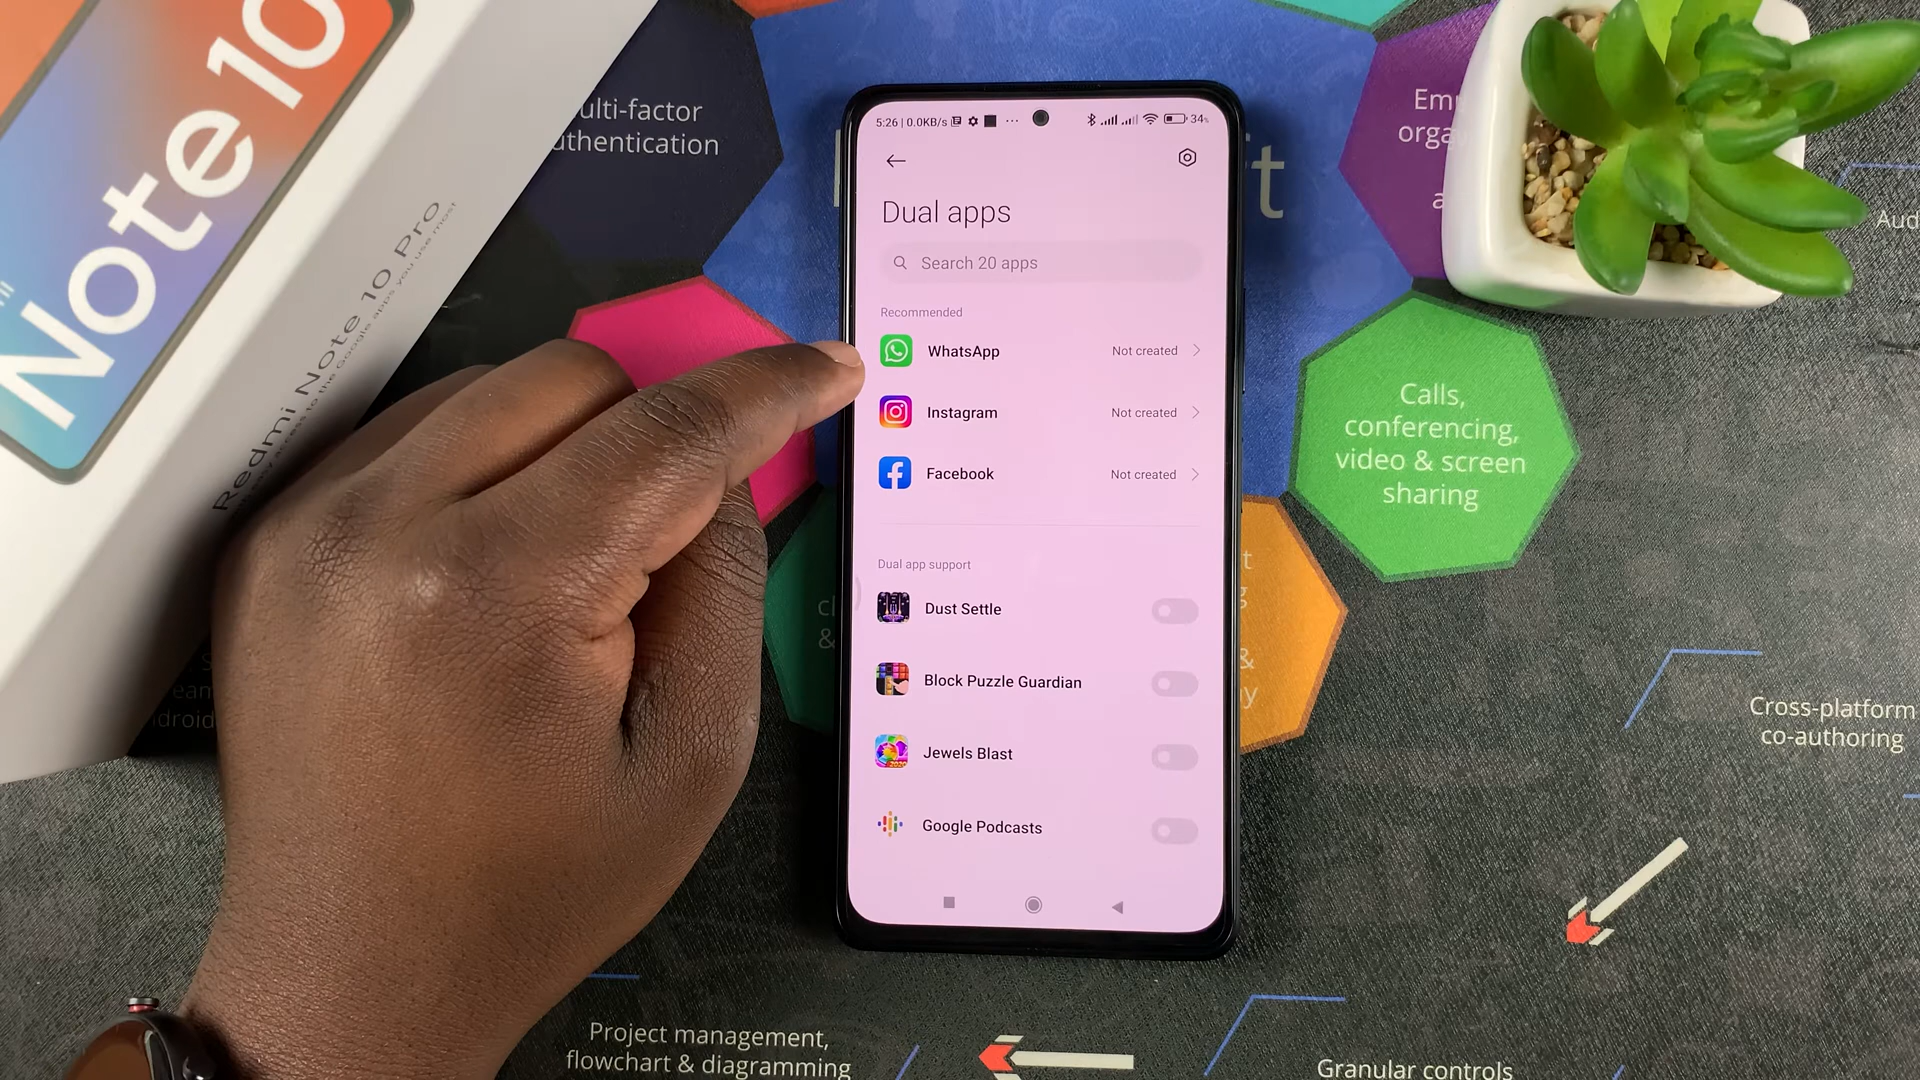 Note 10
Redmi Note 10 Pro
5:26 | 0.0KB/s
34%
Dual apps
Search 20 apps
Recommended
WhatsApp
Not created
Instagram
Not created
Facebook
Not created
Dual app support
Dust Settle
Block Puzzle Guardian
Jewels Blast
Google Podcasts
ulti-factor
uthentication
Calls,
conferencing,
video & screen
sharing
Cross-platform
co-authoring
Project management,
flowchart & diagramming
Granular controls